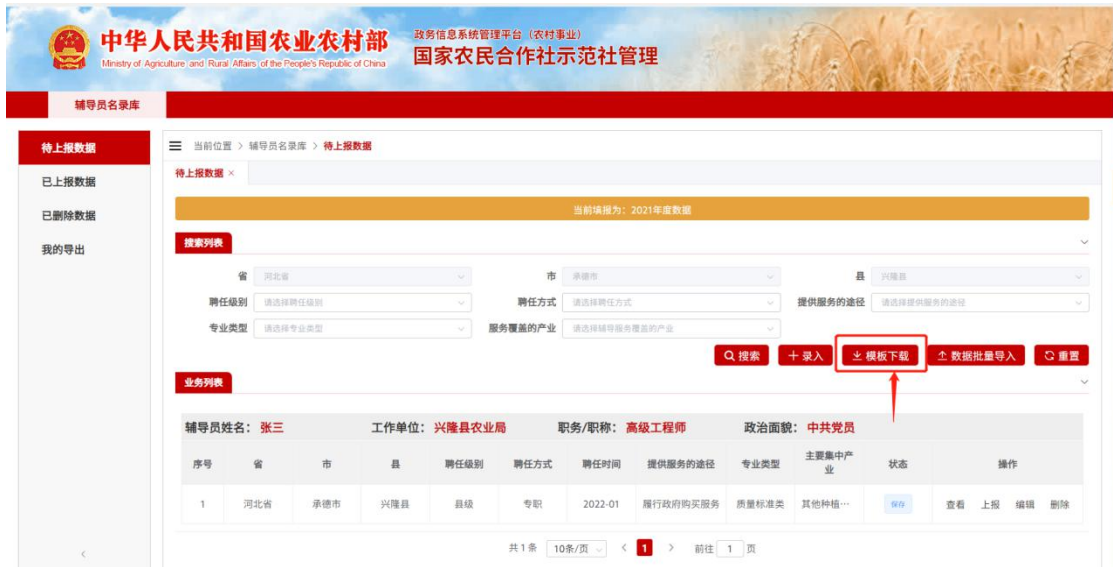 中华人民共和国农业农村部
Ministry of Agriculture and Rural Affairs of the People's Republic of China
政务信息系统管理平台（农村事业）
国家农民合作社示范社管理
辅导员名录库
待上报数据
已上报数据
已删除数据
我的导出
当前位置 > 辅导员名录库 > 待上报数据
待上报数据 ×
当前填报为：2021年度数据
搜索列表
省 河北省 市 承德市 县 兴隆县
聘任级别 请选择聘任级别 聘任方式 请选择聘任方式 提供服务的途径 请选择提供服务的途径
专业类型 请选择专业类型 服务覆盖的产业 请选择辅导服务覆盖的产业
搜索 录入 模板下载 数据批量导入 重置
业务列表
辅导员姓名：张三 工作单位：兴隆县农业局 职务/职称：高级工程师 政治面貌：中共党员
序号 省 市 县 聘任级别 聘任方式 聘任时间 提供服务的途径 专业类型 主要集中产业 状态 操作
1 河北省 承德市 兴隆县 县级 专职 2022-01 履行政府购买服务 质量标准类 其他种植… 保存 查看 上报 编辑 删除
共1条 10条/页 < 1 > 前往 1 页